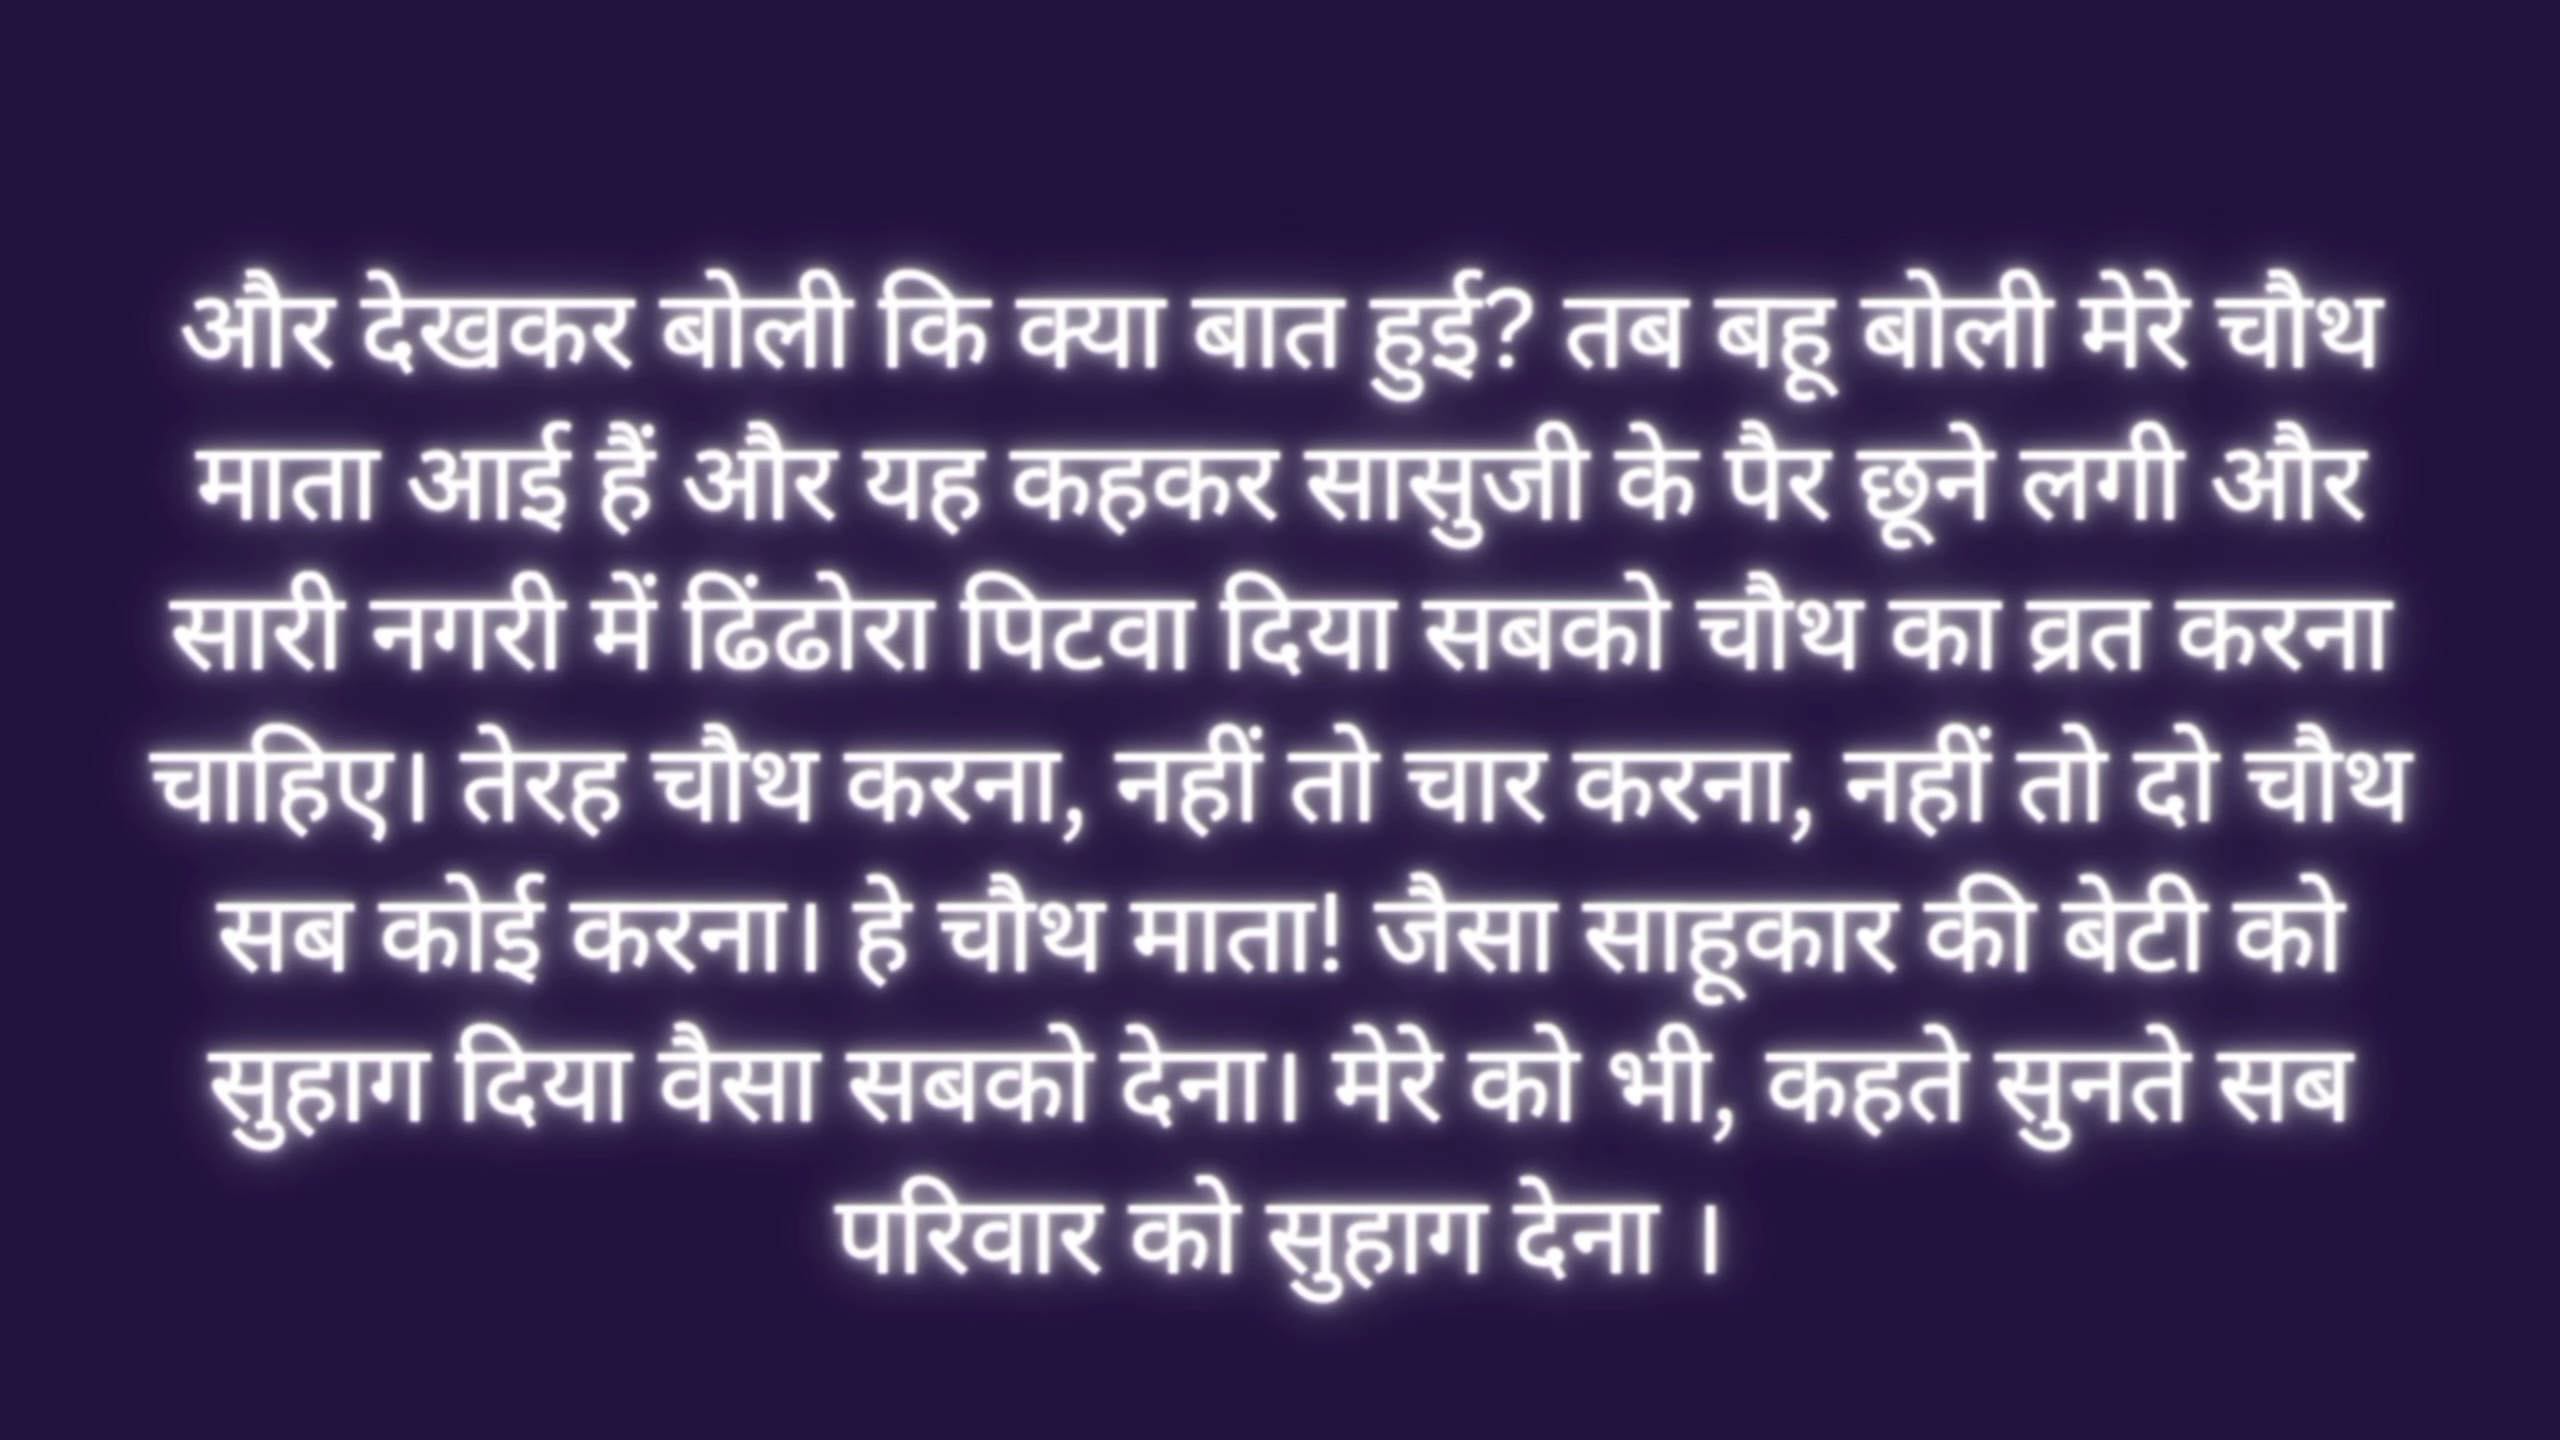 और देखकर बोली कि क्या बात हुई? तब बहू बोली मेरे चौथ
माता आई हैं और यह कहकर सासुजी के पैर छूने लगी और
सारी नगरी में ढिंढोरा पिटवा दिया सबको चौथ का व्रत करना
चाहिए। तेरह चौथ करना, नहीं तो चार करना, नहीं तो दो चौथ
सब कोई करना। हे चौथ माता! जैसा साहूकार की बेटी को
सुहाग दिया वैसा सबको देना। मेरे को भी, कहते सुनते सब
परिवार को सुहाग देना ।